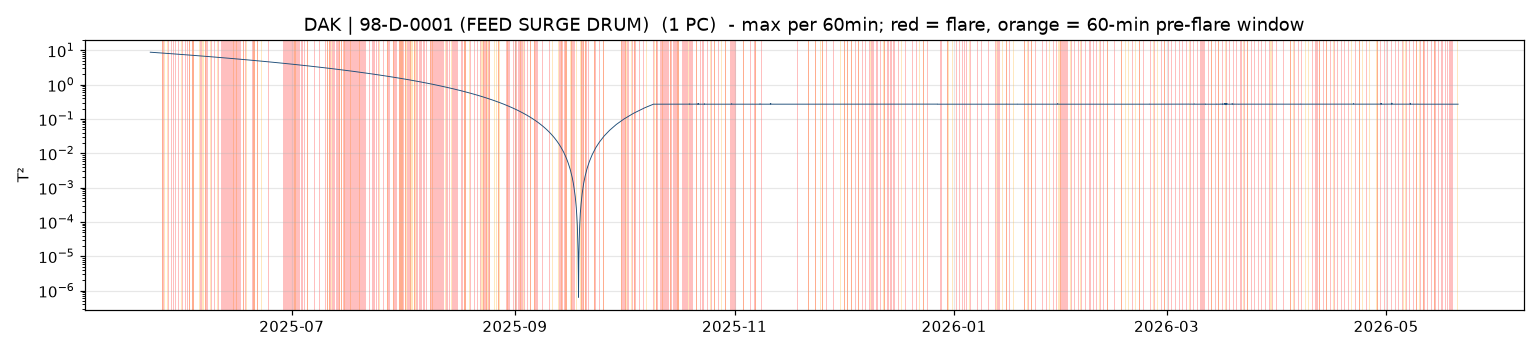 DAK | 98-D-0001 (FEED SURGE DRUM)  (1 PC)  - max per 60min; red = flare, orange = 60-min pre-flare window
T²
10¹
10⁰
10⁻¹
10⁻²
10⁻³
10⁻⁴
10⁻⁵
10⁻⁶
2025-07 2025-09 2025-11 2026-01 2026-03 2026-05